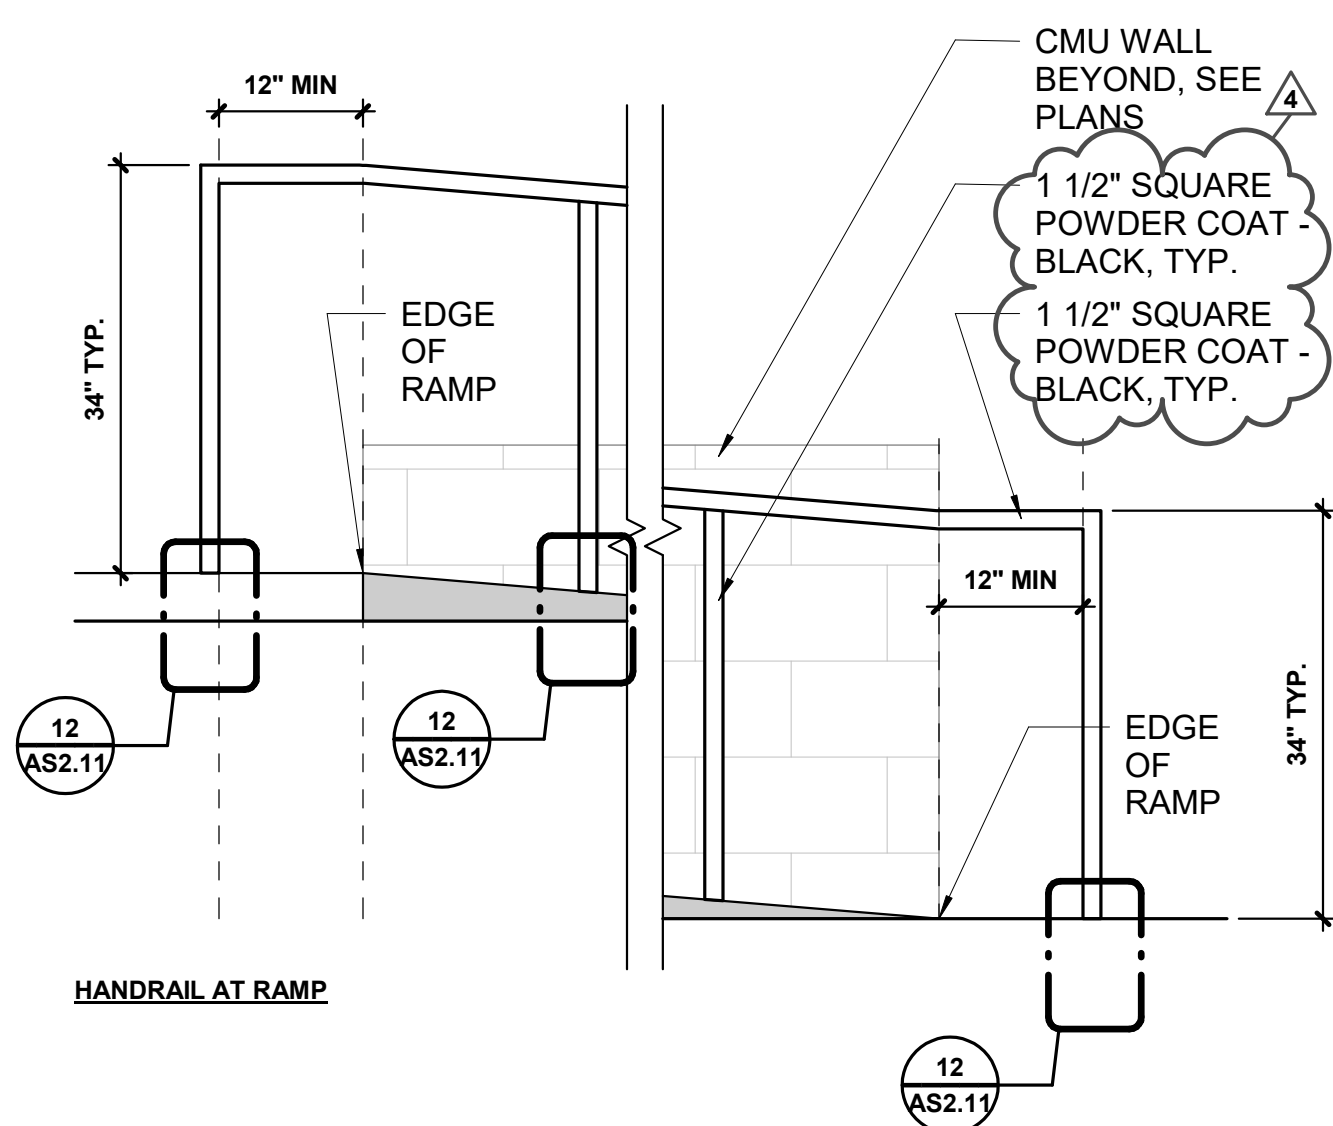 CMU WALL
BEYOND, SEE
PLANS
4
12" MIN
1 1/2" SQUARE
POWDER COAT -
BLACK, TYP.
1 1/2" SQUARE
POWDER COAT -
BLACK, TYP.
34" TYP.
EDGE
OF
RAMP
12" MIN
34" TYP.
EDGE
OF
RAMP
12
AS2.11
12
AS2.11
HANDRAIL AT RAMP
12
AS2.11